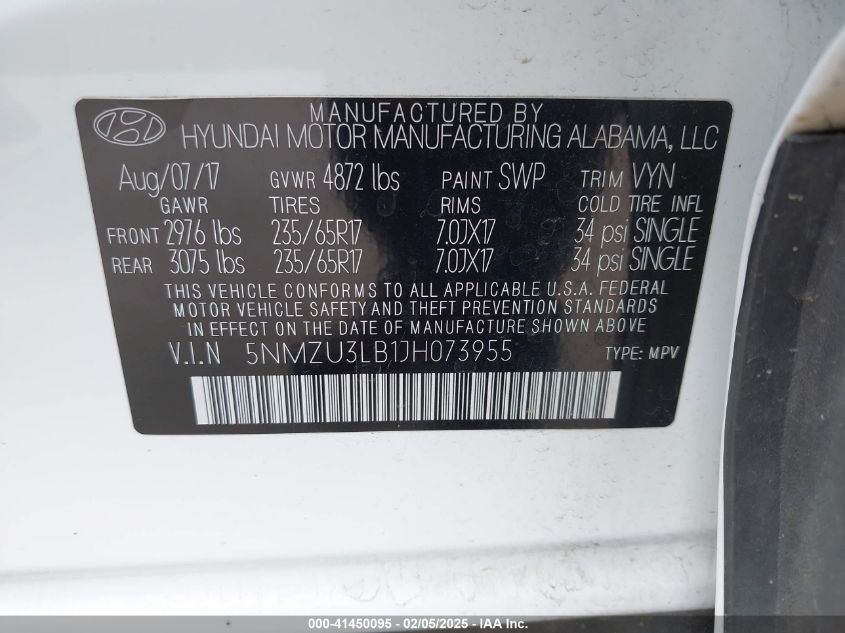 MANUFACTURED BY
HYUNDAI MOTOR MANUFACTURING ALABAMA, LLC
Aug/07/17 GVWR 4872 lbs PAINT SWP TRIM VYN
GAWR TIRES RIMS COLD TIRE INFL
FRONT 2976 lbs 235/65R17 7.0JX17 34 psi SINGLE
REAR 3075 lbs 235/65R17 7.0JX17 34 psi SINGLE
THIS VEHICLE CONFORMS TO ALL APPLICABLE U.S.A. FEDERAL
MOTOR VEHICLE SAFETY AND THEFT PREVENTION STANDARDS
IN EFFECT ON THE DATE OF MANUFACTURE SHOWN ABOVE
V.I.N 5NMZU3LB1JH073955 TYPE: MPV
000-41450095 - 02/05/2025 - IAA Inc.